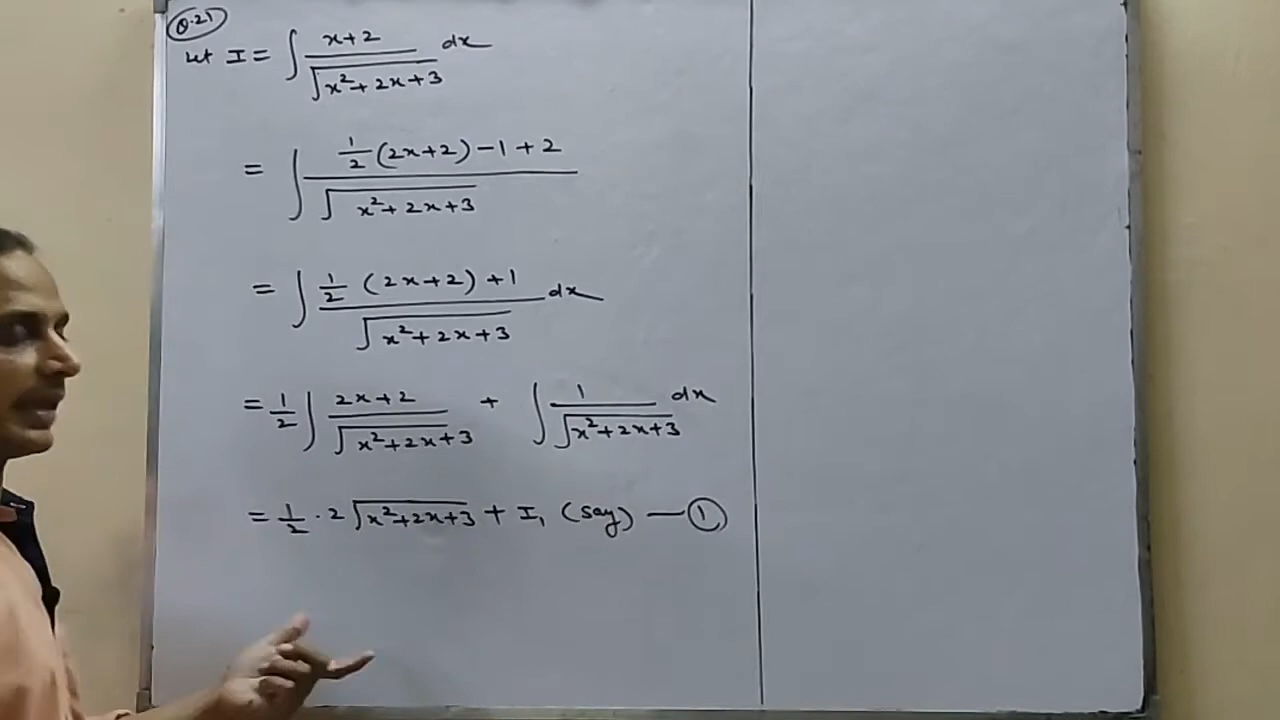 Q.21
Let I = ∫ (x+2)/√(x²+2x+3) dx
= ∫ (1/2 (2x+2) −1 + 2)/√(x²+2x+3)
= ∫ (1/2 (2x+2) + 1)/√(x²+2x+3) dx
= 1/2 ∫ (2x+2)/√(x²+2x+3) + ∫ 1/√(x²+2x+3) dx
= 1/2 · 2 √(x²+2x+3) + I₁ (say) — ①